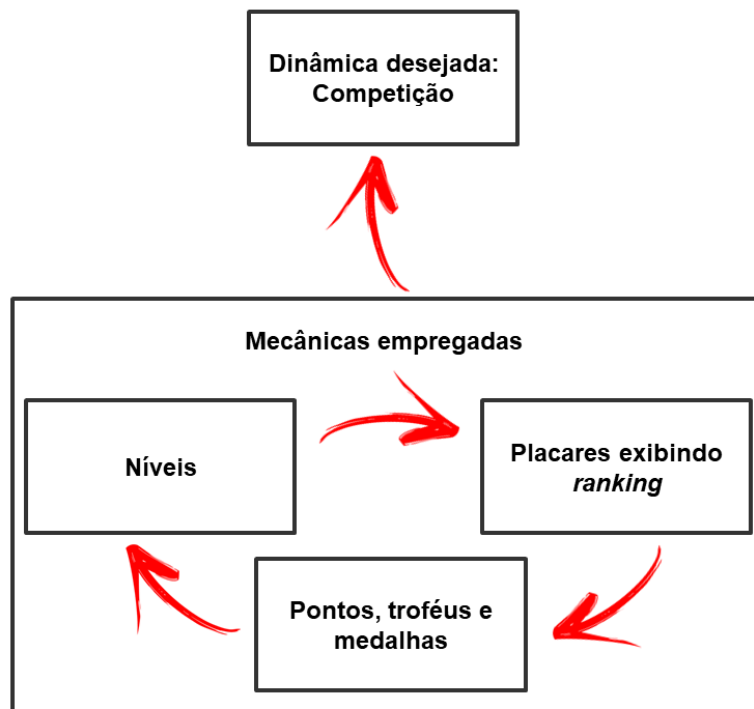 Dinâmica desejada:
Competição
Mecânicas empregadas
Níveis
Placares exibindo
ranking
Pontos, troféus e
medalhas